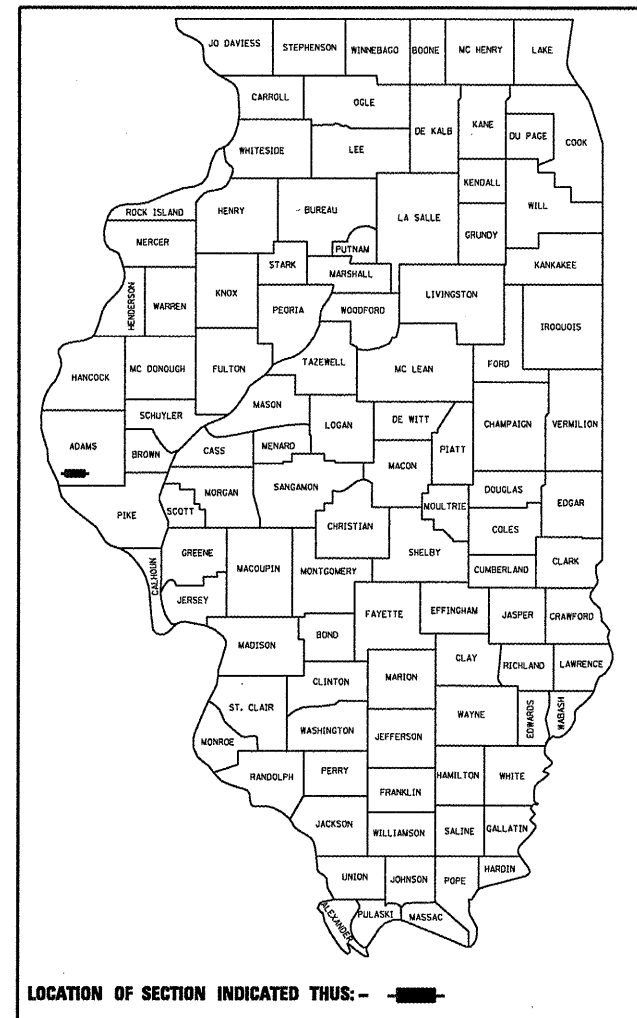 JO DAVIESS
STEPHENSON
WINNEBAGO
BOONE
MC HENRY
LAKE
CARROLL
OGLE
DE KALB
KANE
DU PAGE
COOK
WHITESIDE
LEE
KENDALL
WILL
ROCK ISLAND
HENRY
BUREAU
LA SALLE
GRUNDY
MERCER
PUTNAM
STARK
MARSHALL
KANKAKEE
HENDERSON
WARREN
KNOX
PEORIA
WOODFORD
LIVINGSTON
IROQUOIS
HANCOCK
MC DONOUGH
FULTON
TAZEWELL
MC LEAN
FORD
SCHUYLER
MASON
LOGAN
DE WITT
CHAMPAIGN
VERMILION
ADAMS
BROWN
CASS
MENARD
MACON
PIATT
PIKE
SCOTT
MORGAN
SANGAMON
CHRISTIAN
MOULTRIE
DOUGLAS
EDGAR
COLES
CALHOUN
GREENE
MACOUPIN
MONTGOMERY
SHELBY
CUMBERLAND
CLARK
JERSEY
FAYETTE
EFFINGHAM
JASPER
CRAWFORD
MADISON
BOND
CLAY
RICHLAND
LAWRENCE
CLINTON
MARION
ST. CLAIR
WASHINGTON
JEFFERSON
WAYNE
EDWARDS
WABASH
MONROE
RANDOLPH
PERRY
FRANKLIN
HAMILTON
WHITE
JACKSON
WILLIAMSON
SALINE
GALLATIN
UNION
JOHNSON
POPE
HARDIN
ALEXANDER
PULASKI
MASSAC
LOCATION OF SECTION INDICATED THUS: -